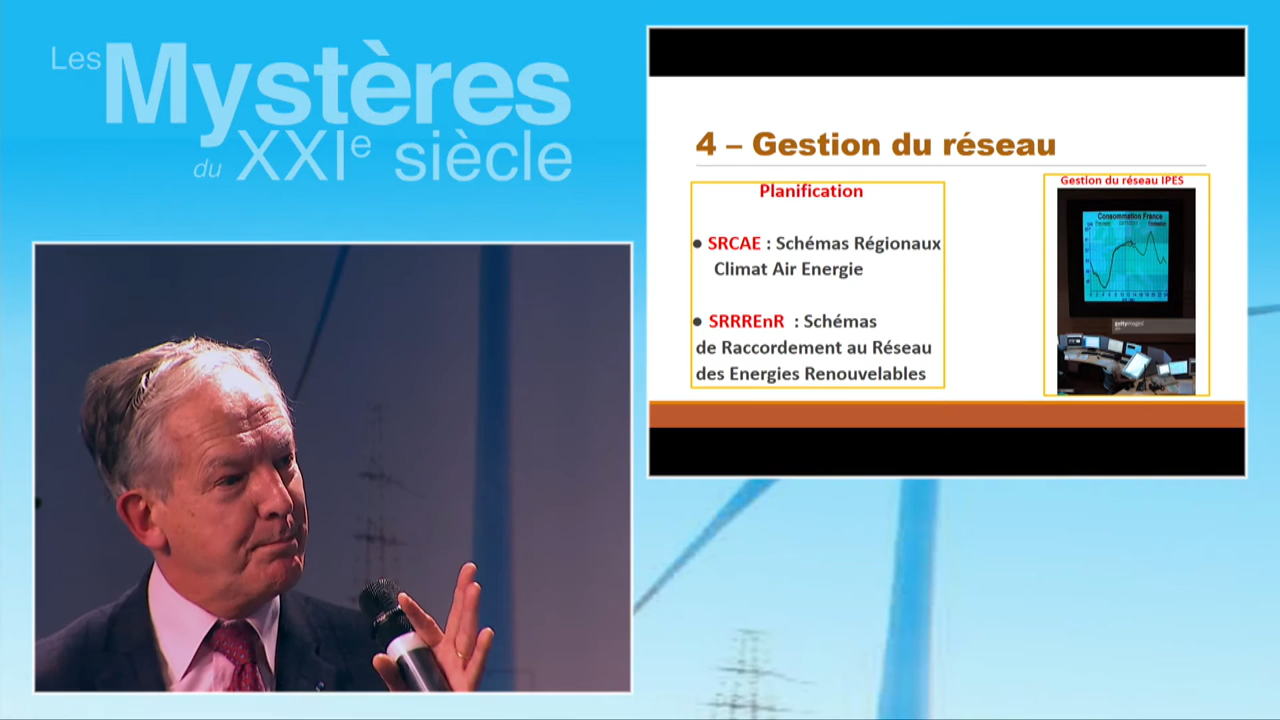 Les Mystères
du XXIe siècle
4 – Gestion du réseau
Planification
● SRCAE : Schémas Régionaux
Climat Air Energie
● SRRREnR : Schémas
de Raccordement au Réseau
des Energies Renouvelables
Gestion du réseau IPES
Consommation France
gettyimages